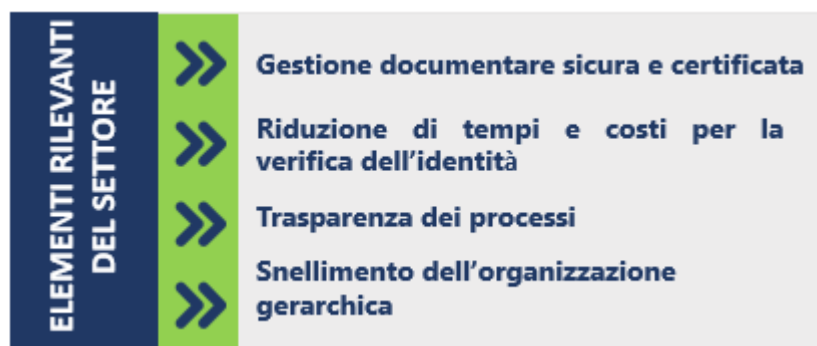 ELEMENTI RILEVANTI
DEL SETTORE
Gestione documentare sicura e certificata
Riduzione di tempi e costi per la
verifica dell’identità
Trasparenza dei processi
Snellimento dell’organizzazione
gerarchica